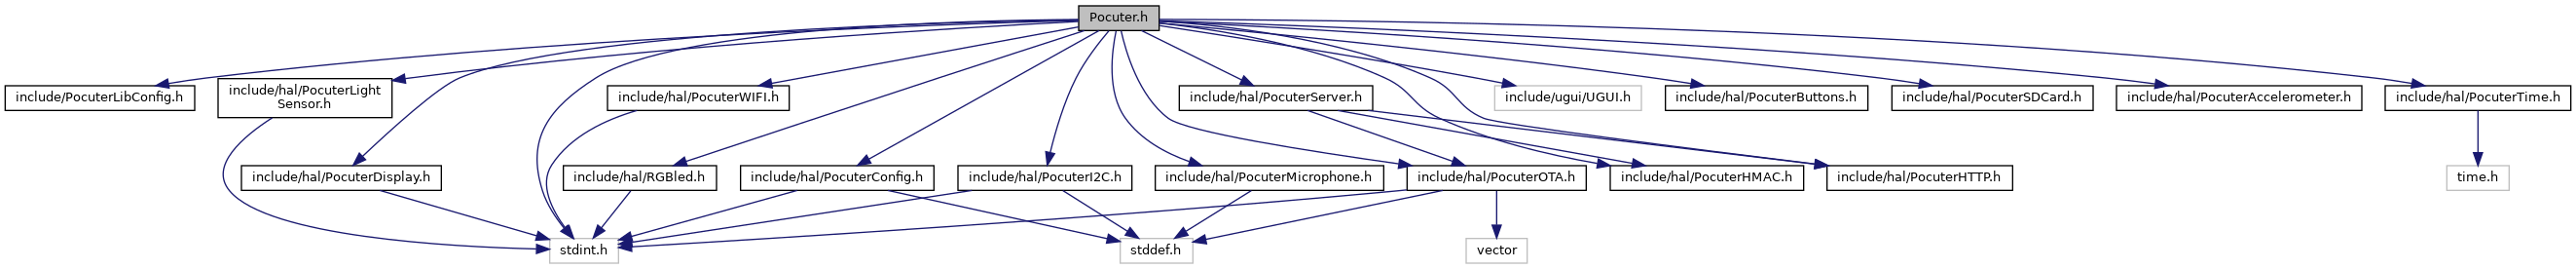 Pocuter.h
include/PocuterLibConfig.h
include/hal/PocuterLight
Sensor.h
include/hal/PocuterWIFI.h
include/hal/PocuterServer.h
include/ugui/UGUI.h
include/hal/PocuterButtons.h
include/hal/PocuterSDCard.h
include/hal/PocuterAccelerometer.h
include/hal/PocuterTime.h
include/hal/PocuterDisplay.h
include/hal/RGBled.h
include/hal/PocuterConfig.h
include/hal/PocuterI2C.h
include/hal/PocuterMicrophone.h
include/hal/PocuterOTA.h
include/hal/PocuterHMAC.h
include/hal/PocuterHTTP.h
time.h
stdint.h
stddef.h
vector